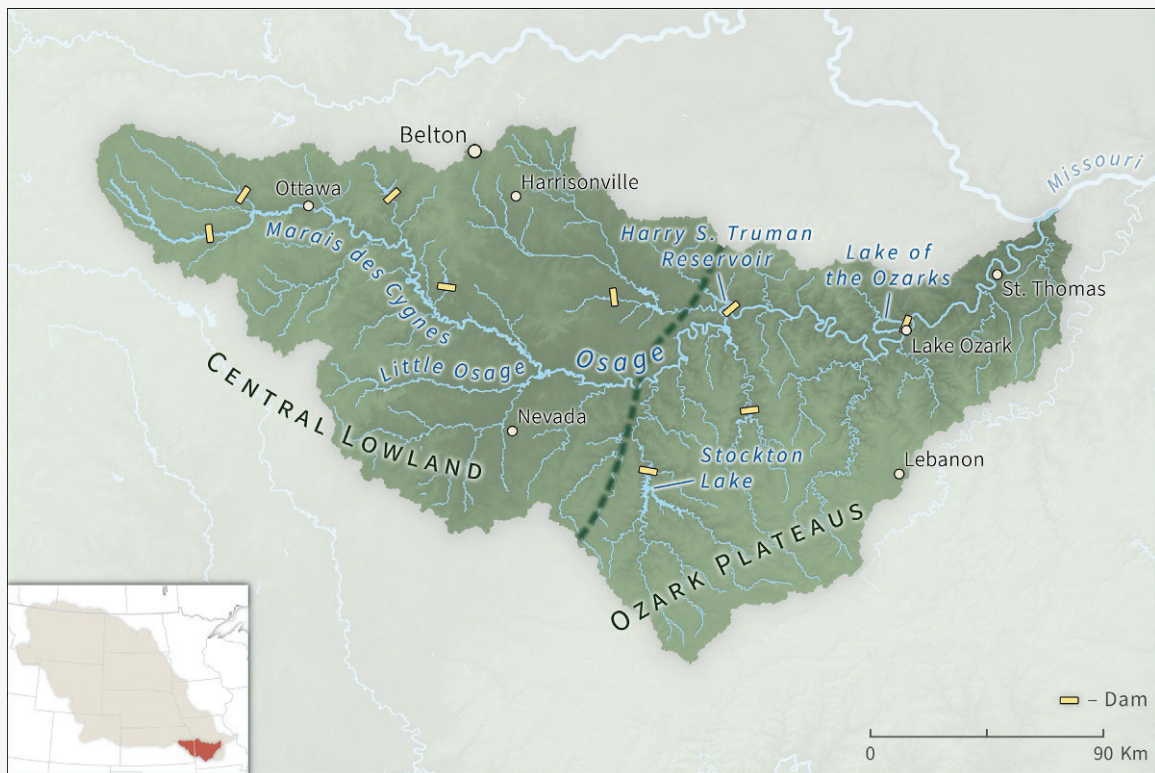 Belton
Ottawa
Harrisonville
Missouri
Marais des Cygnes
Harry S. Truman
Reservoir
Lake of
the Ozarks
St. Thomas
Lake Ozark
Osage
Little Osage
CENTRAL LOWLAND
Nevada
Stockton
Lake
Lebanon
OZARK PLATEAUS
– Dam
0
90 Km